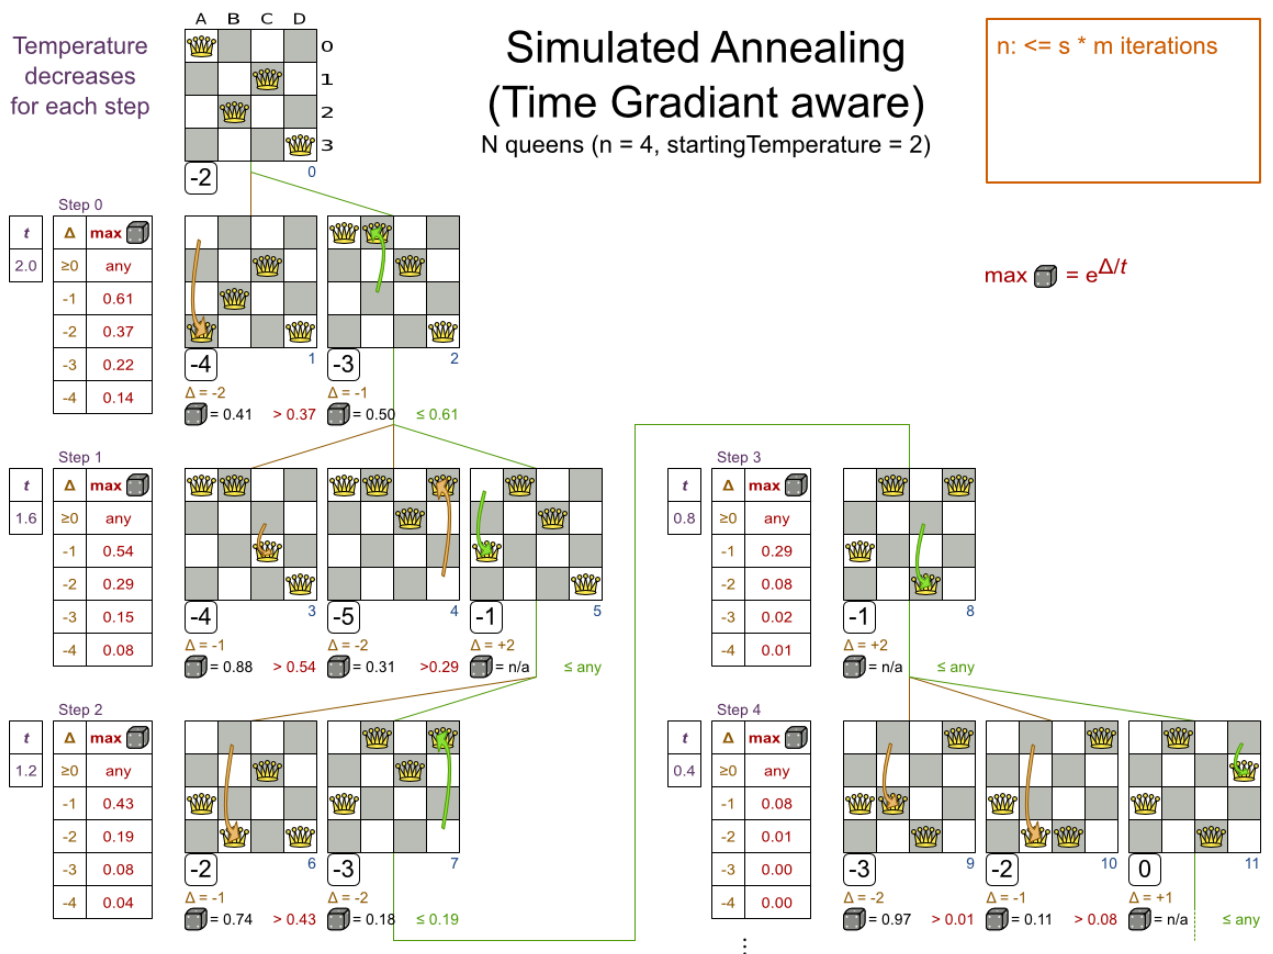 Temperature
decreases
for each step
A B C D
0
1
2
3
-2
0
Simulated Annealing
(Time Gradiant aware)
N queens (n = 4, startingTemperature = 2)
n: <= s * m iterations
max = e^Δ/t
Step 0
t
2.0
Δ max
≥0 any
-1 0.61
-2 0.37
-3 0.22
-4 0.14
-4
1
Δ = -2
= 0.41 > 0.37
-3
2
Δ = -1
= 0.50 ≤ 0.61
Step 1
t
1.6
Δ max
≥0 any
-1 0.54
-2 0.29
-3 0.15
-4 0.08
-4
3
Δ = -1
= 0.88 > 0.54
-5
4
Δ = -2
= 0.31 >0.29
-1
5
Δ = +2
= n/a ≤ any
Step 2
t
1.2
Δ max
≥0 any
-1 0.43
-2 0.19
-3 0.08
-4 0.04
-2
6
Δ = -1
= 0.74 > 0.43
-3
7
Δ = -2
= 0.18 ≤ 0.19
Step 3
t
0.8
Δ max
≥0 any
-1 0.29
-2 0.08
-3 0.02
-4 0.01
-1
8
Δ = +2
= n/a ≤ any
Step 4
t
0.4
Δ max
≥0 any
-1 0.08
-2 0.01
-3 0.00
-4 0.00
-3
9
Δ = -2
= 0.97 > 0.01
-2
10
Δ = -1
= 0.11 > 0.08
0
11
Δ = +1
= n/a ≤ any
⋮